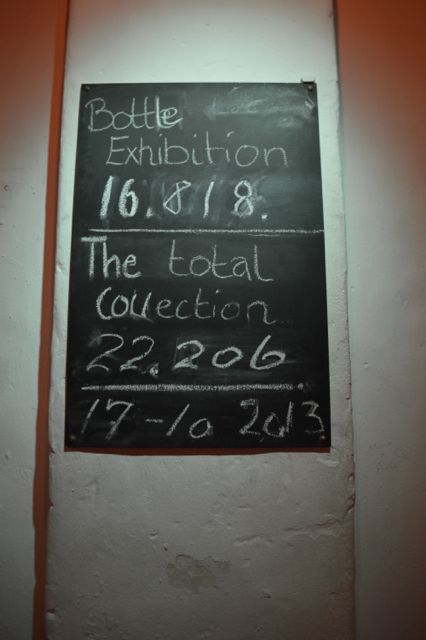 Bottle
Exhibition
16.818.
The total
Collection
22.206
17-10 2013